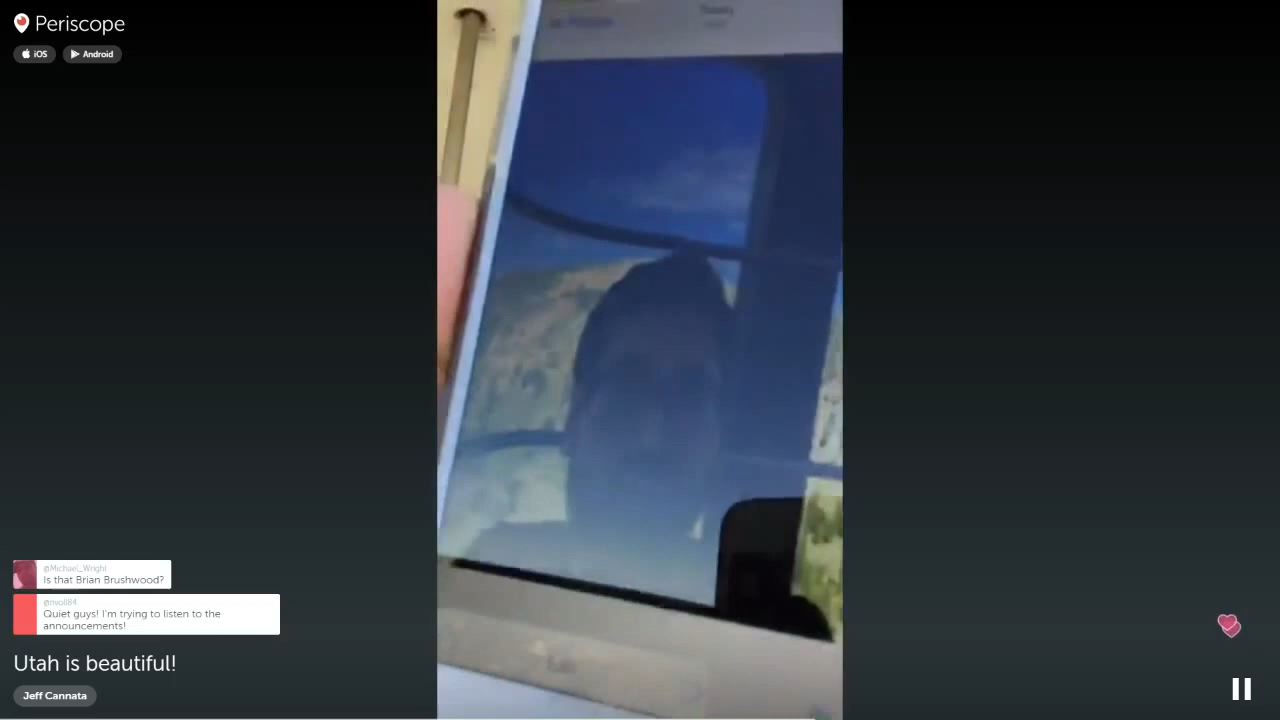 Periscope
iOS
Android
@Michael_Wright
Is that Brian Brushwood?
@nvoll84
Quiet guys! I'm trying to listen to the
announcements!
Utah is beautiful!
Jeff Cannata